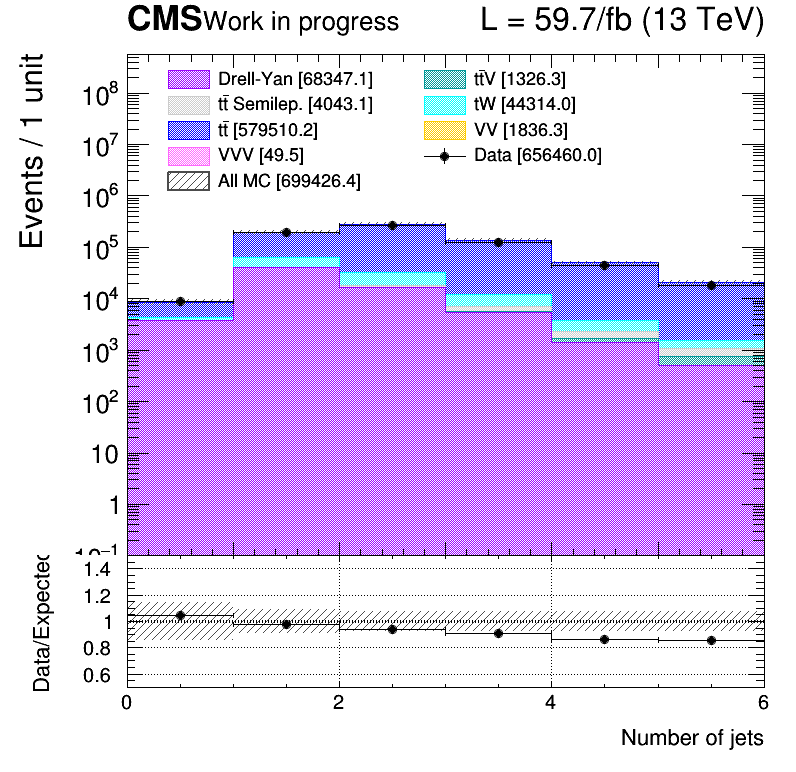 CMS Work in progress L = 59.7/fb (13 TeV)
Events / 1 unit
Drell-Yan [68347.1]
tt̄ Semilep. [4043.1]
tt̄ [579510.2]
VVV [49.5]
All MC [699426.4]
tt̄V [1326.3]
tW [44314.0]
VV [1836.3]
Data [656460.0]
10⁸
10⁷
10⁶
10⁵
10⁴
10³
10²
10
1
10⁻¹
Data/Expected
1.4
1.2
1
0.8
0.6
0 2 4 6
Number of jets